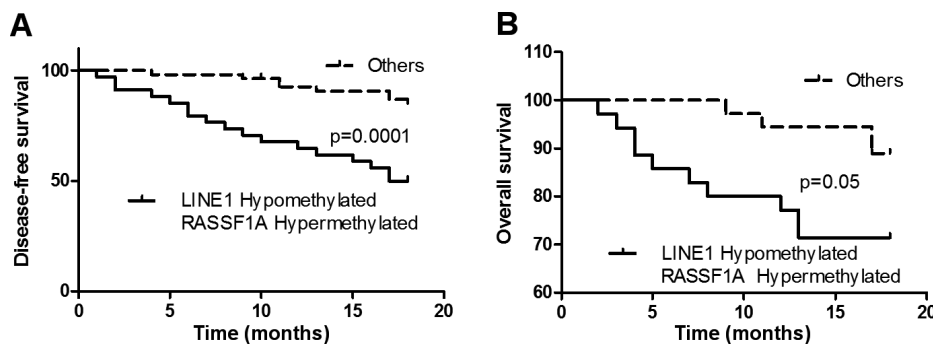 A
Disease-free survival
100
50
0
Others
p=0.0001
LINE1 Hypomethylated
RASSF1A Hypermethylated
0 5 10 15 20
Time (months)
B
Overall survival
110
100
90
80
70
60
Others
p=0.05
LINE1 Hypomethylated
RASSF1A Hypermethylated
0 5 10 15 20
Time (months)